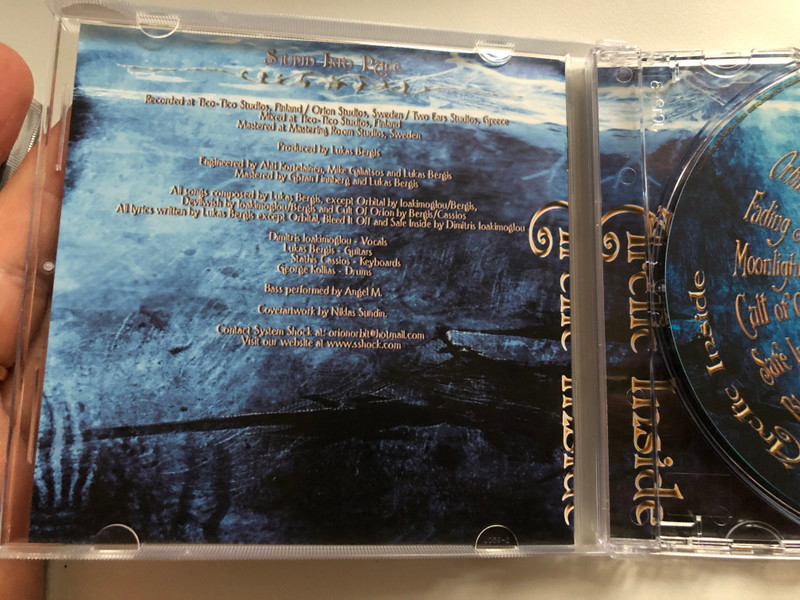 Recorded at Tico-Tico Studios, Finland / Orion Studios, Sweden / Two Ears Studios, Greece
Mixed at Tico-Tico Studios, Finland
Mastered at Mastering Room Studios, Sweden
Produced by Lukas Bergis
Engineered by Ahti Kortelainen, Mike Galiatsos and Lukas Bergis
Mastered by Göran Finnberg and Lukas Bergis
All songs composed by Lukas Bergis, except Orbital by Ioakimoglou/Bergis,
Devilwish by Ioakimoglou/Bergis and Cult Of Orion by Bergis/Cassios
All lyrics written by Lukas Bergis except Orbital, Bleed It Off and Safe Inside by Dimitris Ioakimoglou
Dimitris Ioakimoglou - Vocals
Lukas Bergis - Guitars
Stathis Cassios - Keyboards
George Kollias - Drums
Bass performed by Angel M.
Coverartwork by Niklas Sundin.
Contact System Shock at: orionorbit@hotmail.com
Visit our website at www.sshock.com
Arctic Inside
Fading
Moonlight
Cult of
Safe
Arctic Inside